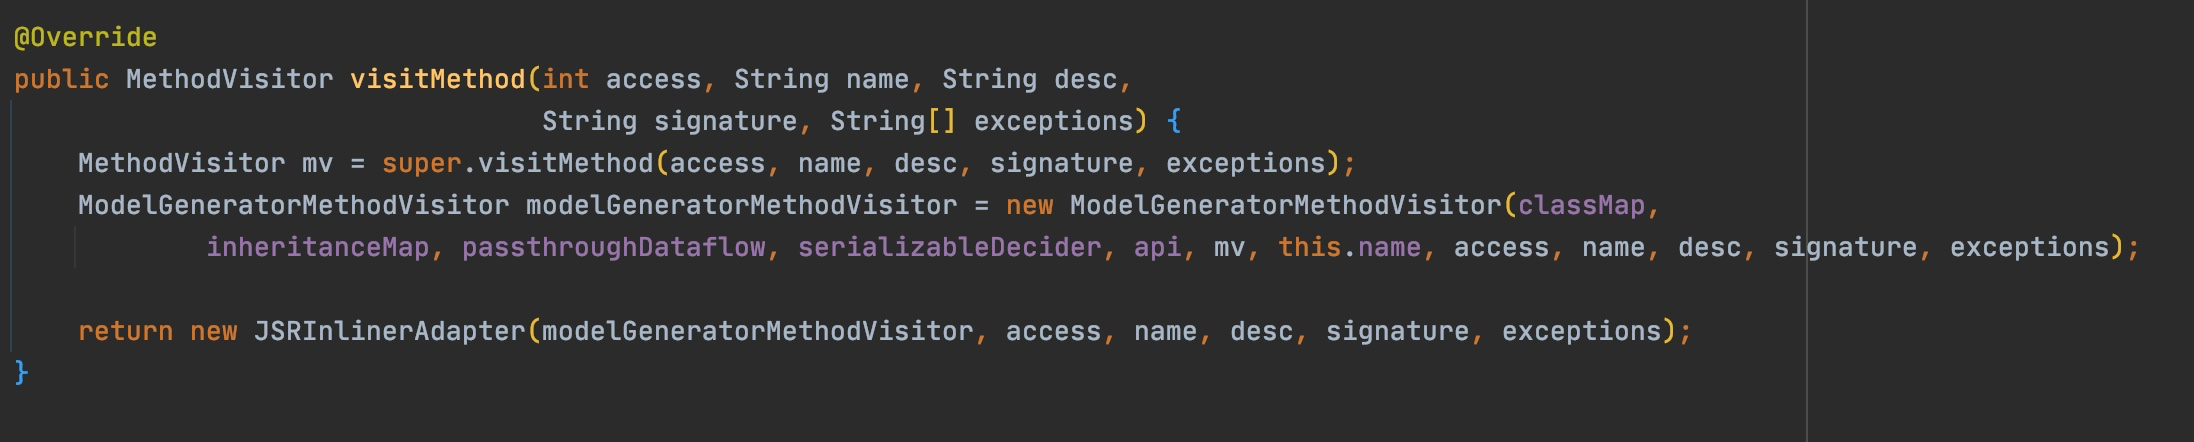 @Override
public MethodVisitor visitMethod(int access, String name, String desc,
String signature, String[] exceptions) {
MethodVisitor mv = super.visitMethod(access, name, desc, signature, exceptions);
ModelGeneratorMethodVisitor modelGeneratorMethodVisitor = new ModelGeneratorMethodVisitor(classMap,
inheritanceMap, passthroughDataflow, serializableDecider, api, mv, this.name, access, name, desc, signature, exceptions);
return new JSRInlinerAdapter(modelGeneratorMethodVisitor, access, name, desc, signature, exceptions);
}